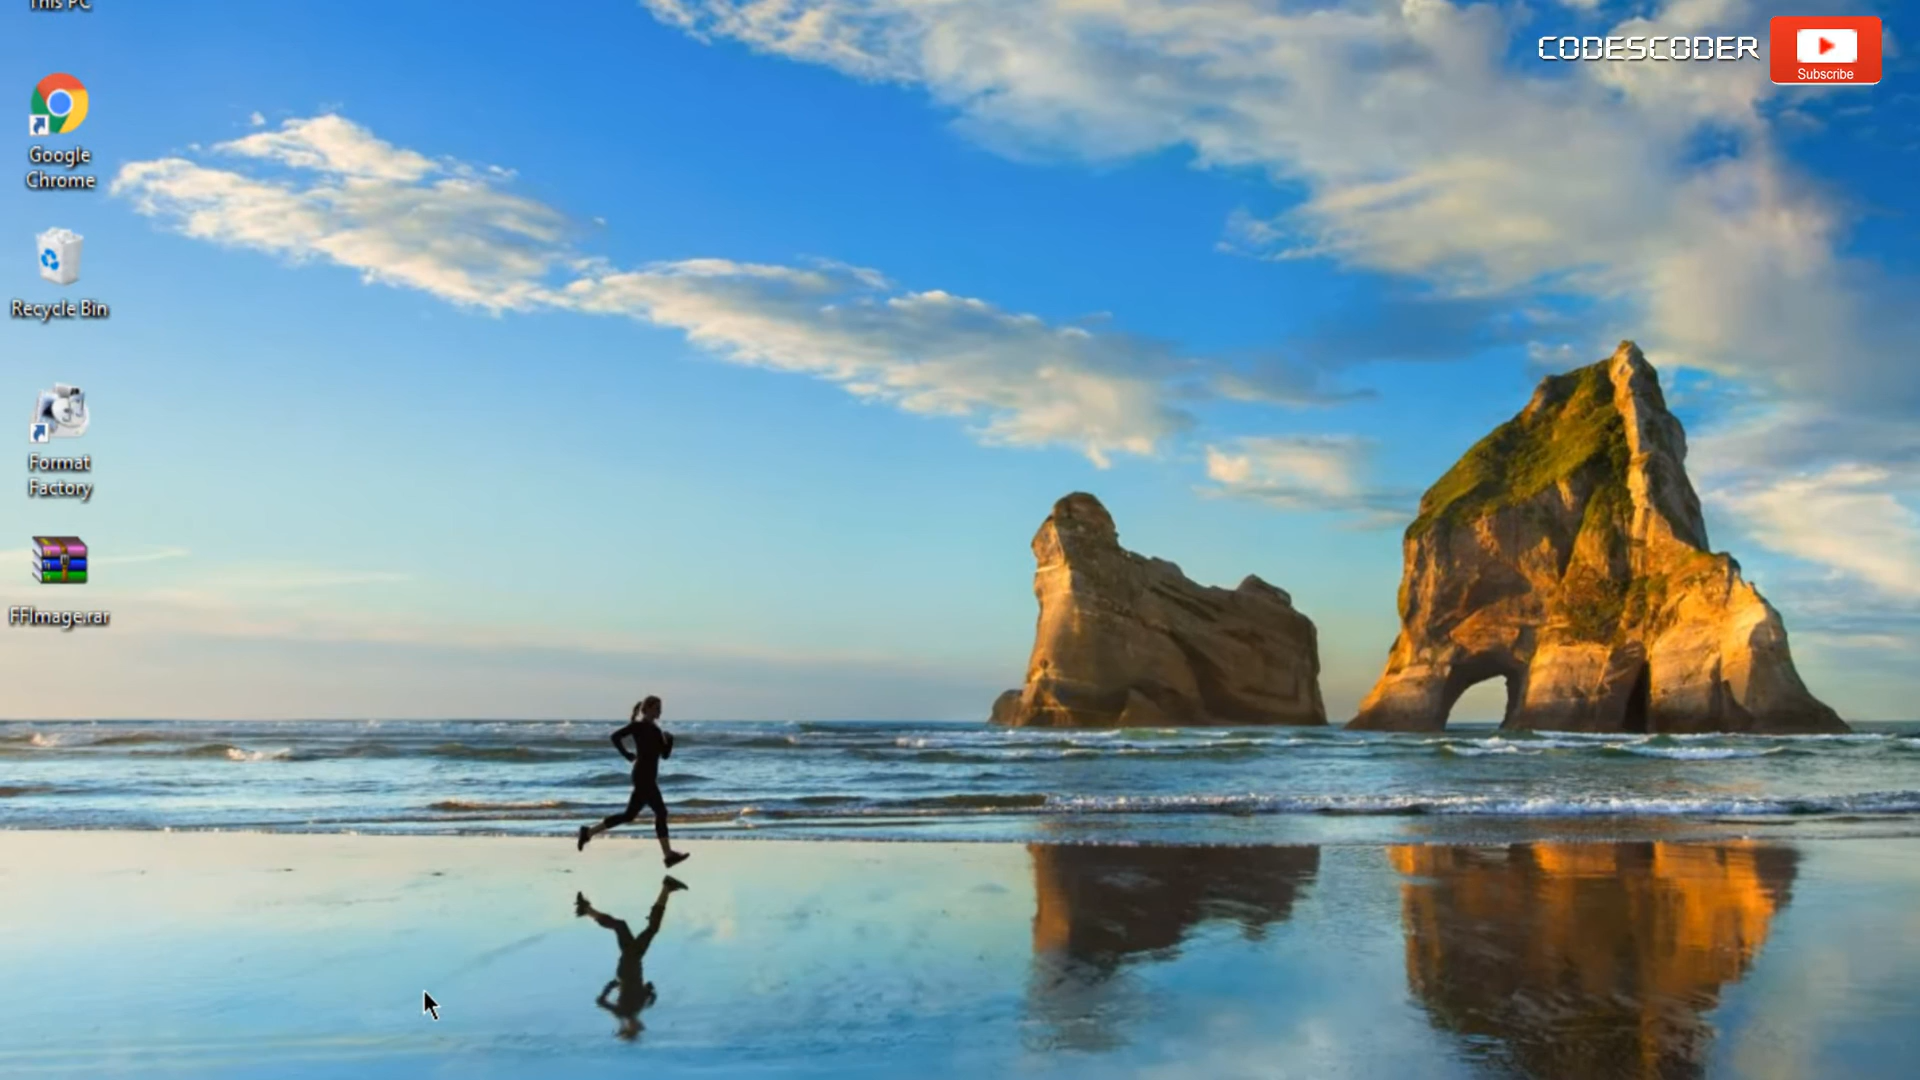 This PC
CODESCODER
Subscribe
Google
Chrome
Recycle Bin
Format
Factory
FFImage.rar